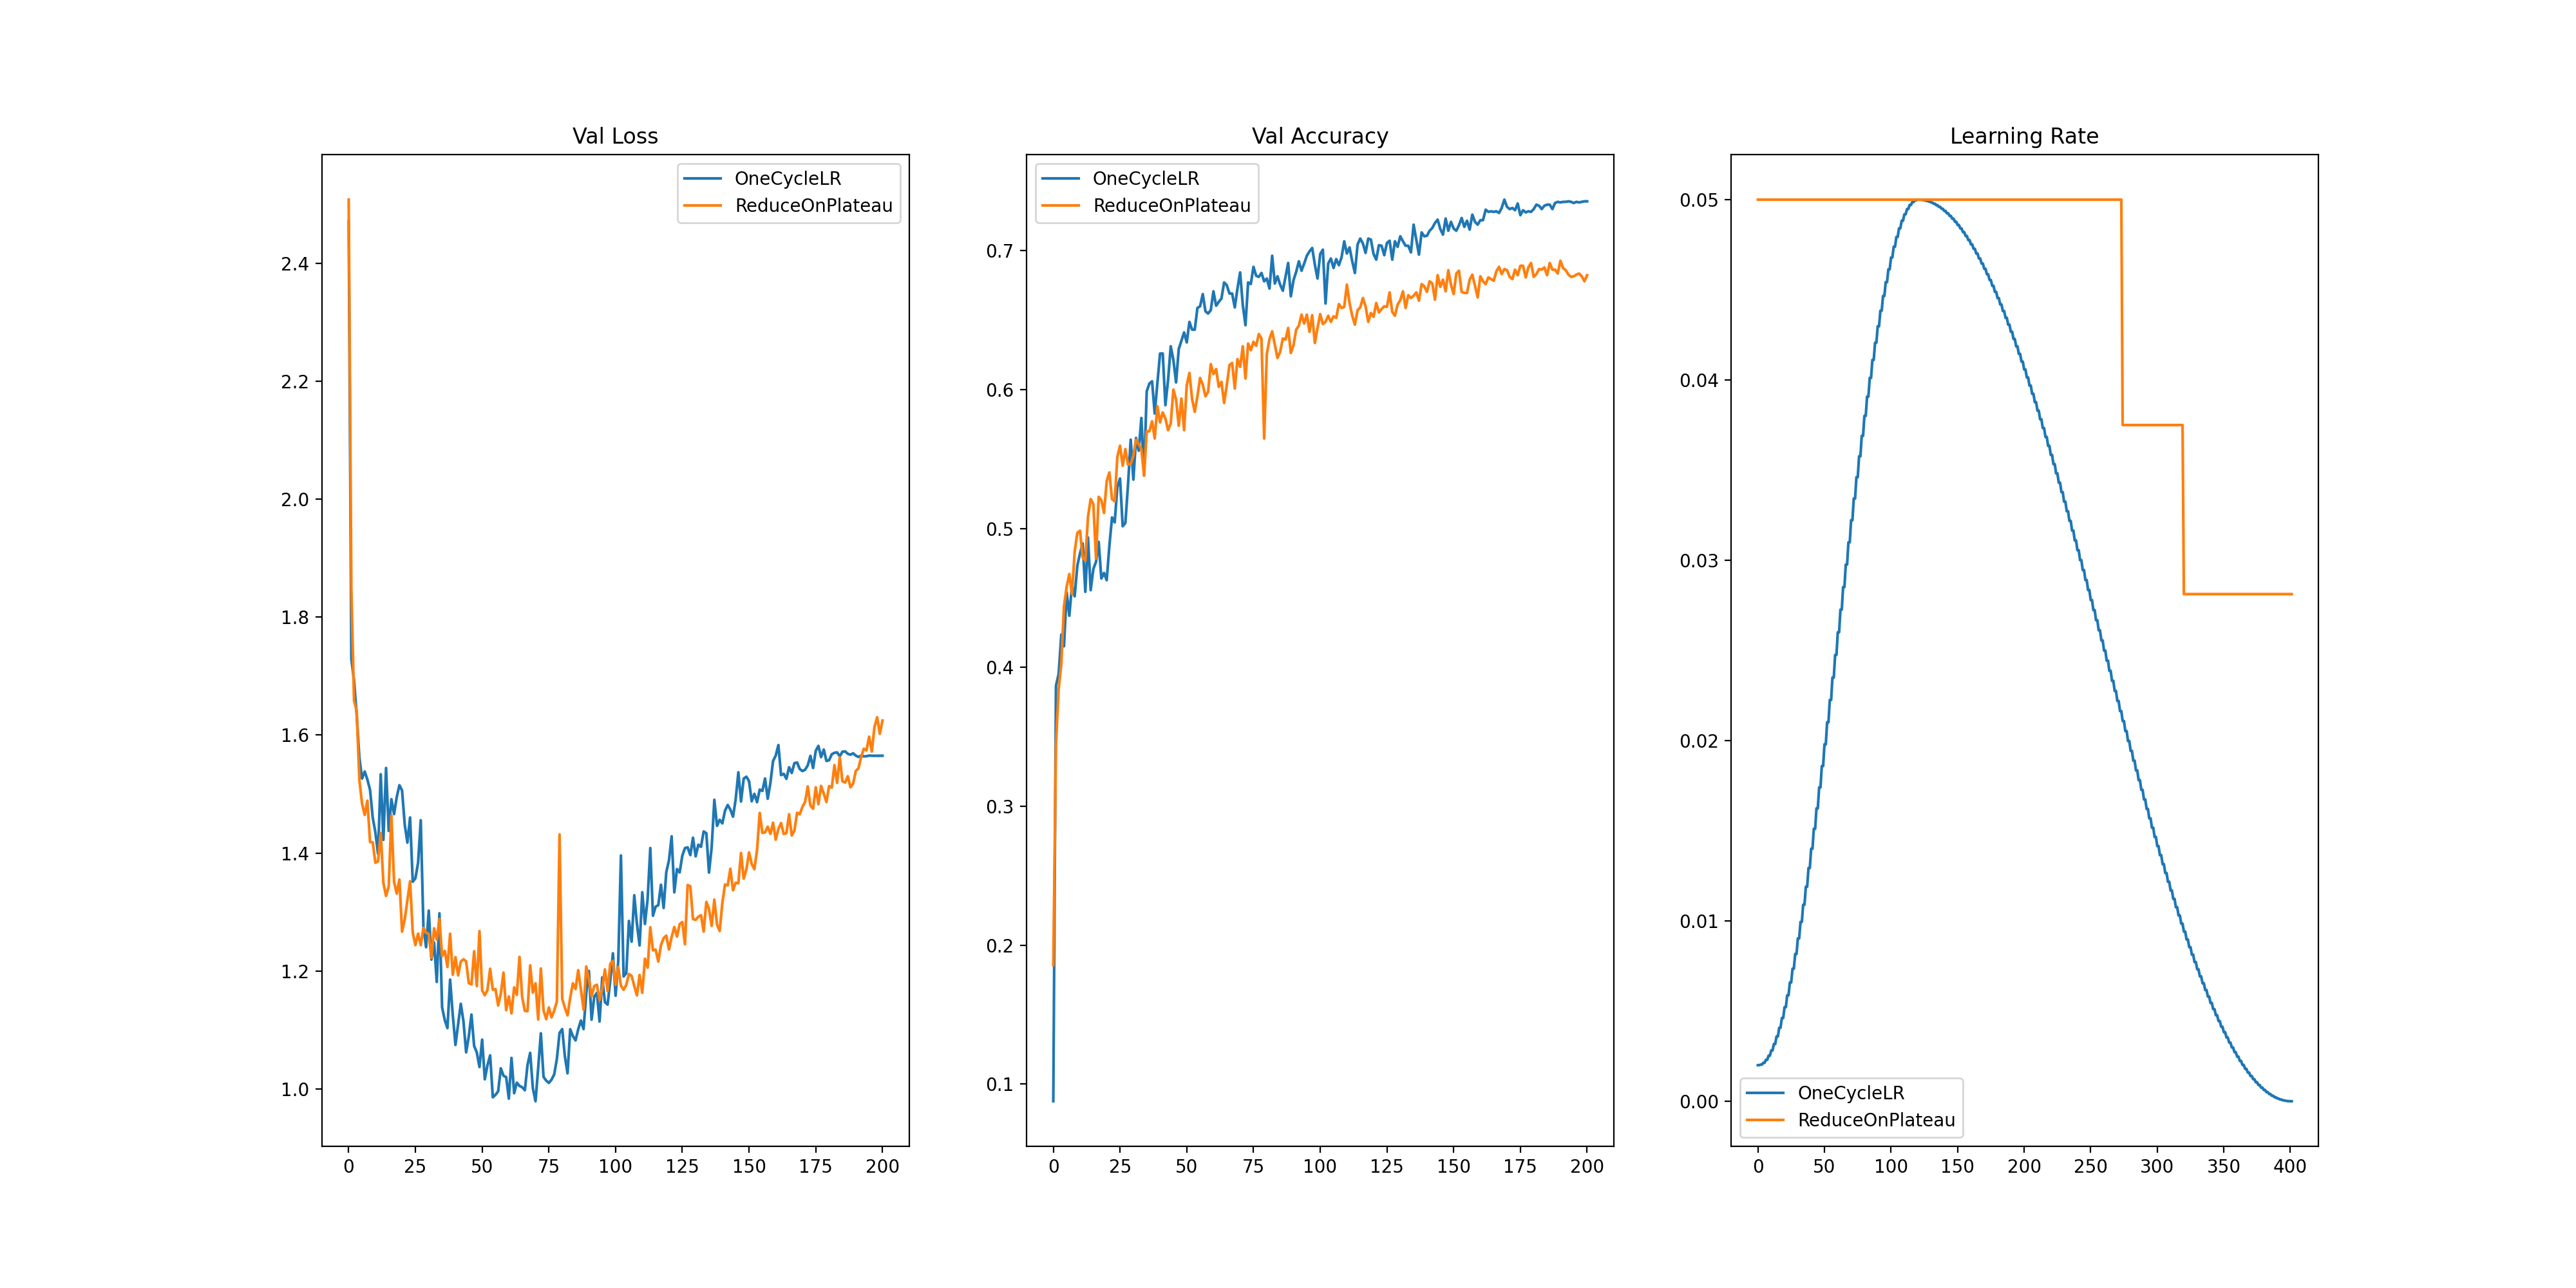 Val Loss
OneCycleLR
ReduceOnPlateau
2.4
2.2
2.0
1.8
1.6
1.4
1.2
1.0
0 25 50 75 100 125 150 175 200
Val Accuracy
OneCycleLR
ReduceOnPlateau
0.7
0.6
0.5
0.4
0.3
0.2
0.1
0 25 50 75 100 125 150 175 200
Learning Rate
0.05
0.04
0.03
0.02
0.01
0.00
OneCycleLR
ReduceOnPlateau
0 50 100 150 200 250 300 350 400